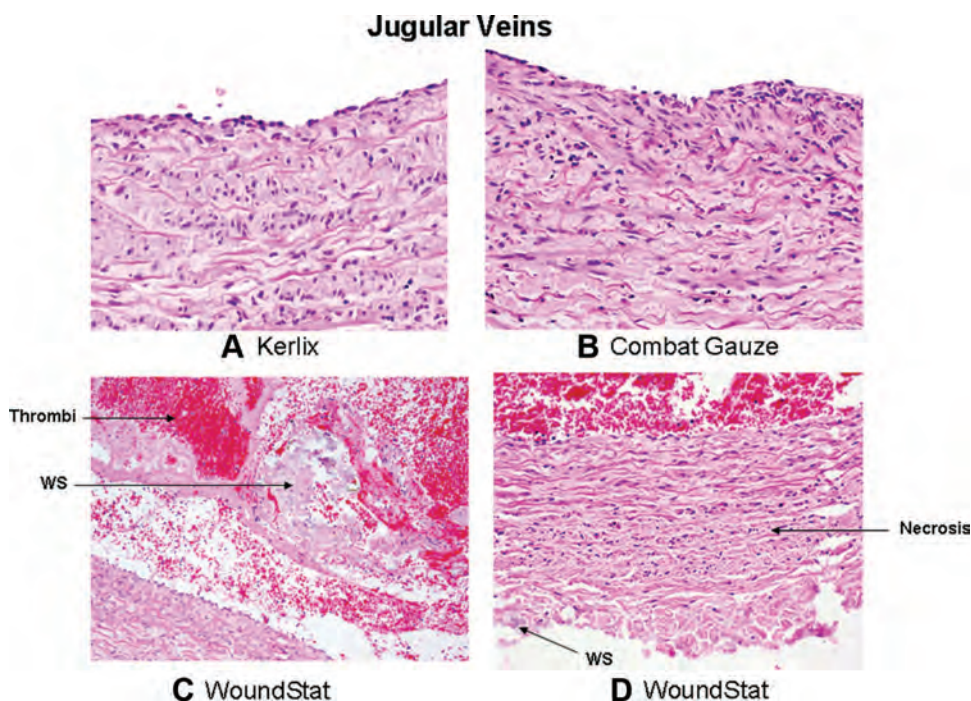 Jugular Veins
A Kerlix
B Combat Gauze
Thrombi
WS
C WoundStat
Necrosis
WS
D WoundStat